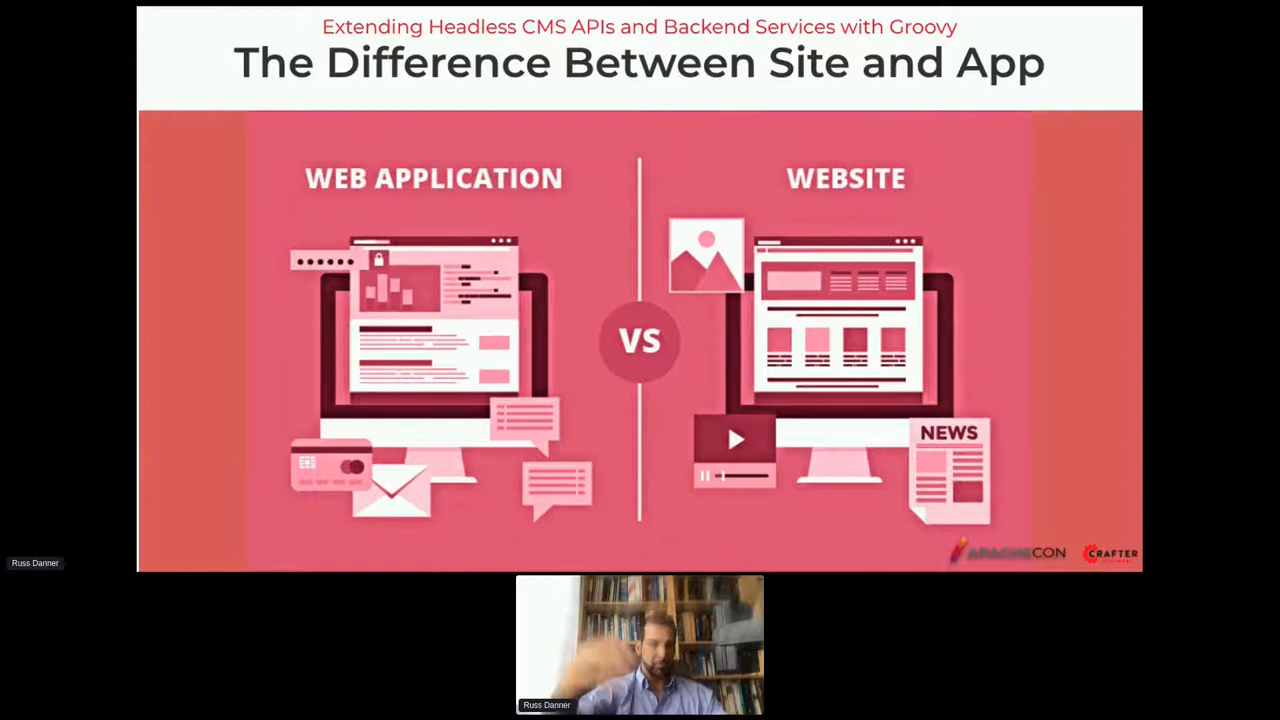 Extending Headless CMS APIs and Backend Services with Groovy
The Difference Between Site and App
WEB APPLICATION
WEBSITE
VS
NEWS
APACHECON
CRAFTER
SOFTWARE
Russ Danner
Russ Danner